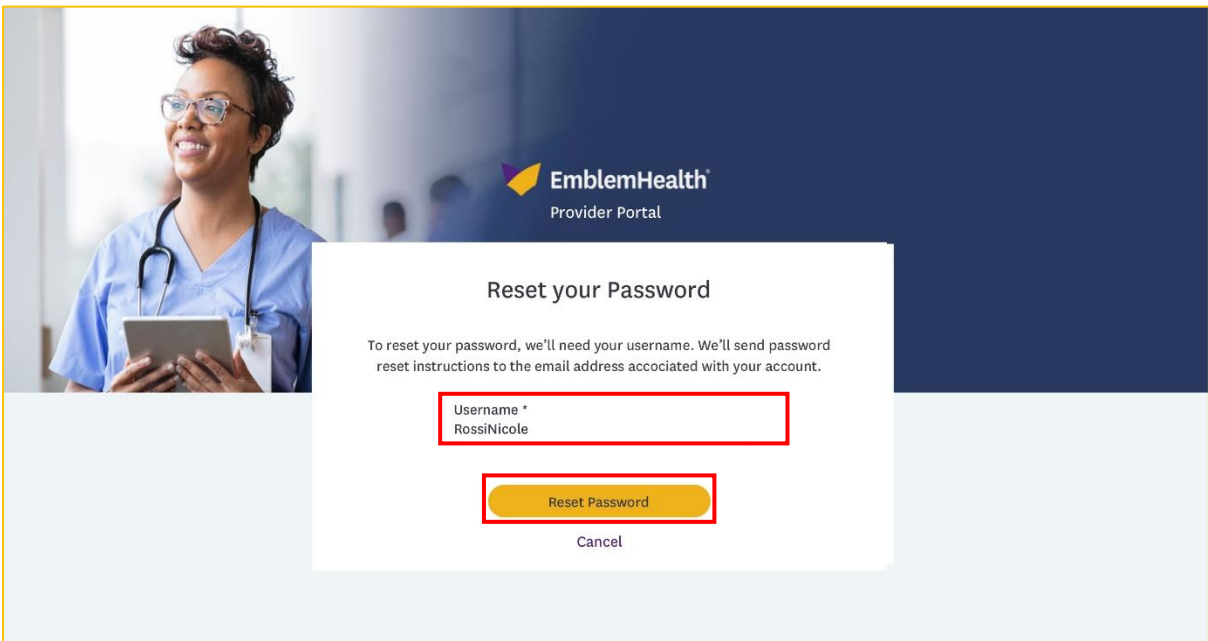 EmblemHealth®
Provider Portal
Reset your Password
To reset your password, we'll need your username. We'll send password
reset instructions to the email address accociated with your account.
Username *
RossiNicole
Reset Password
Cancel